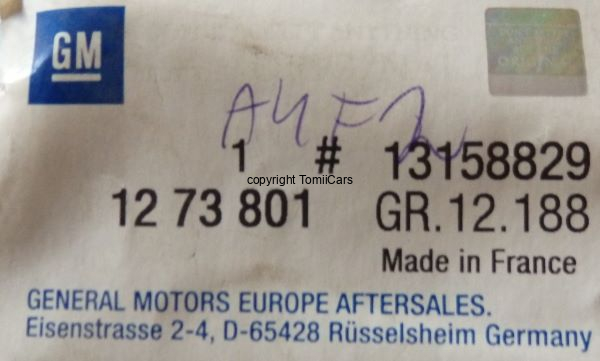 GM
1 # 13158829
copyright TomiiCars
12 73 801 GR.12.188
Made in France
GENERAL MOTORS EUROPE AFTERSALES.
Eisenstrasse 2-4, D-65428 Rüsselsheim Germany